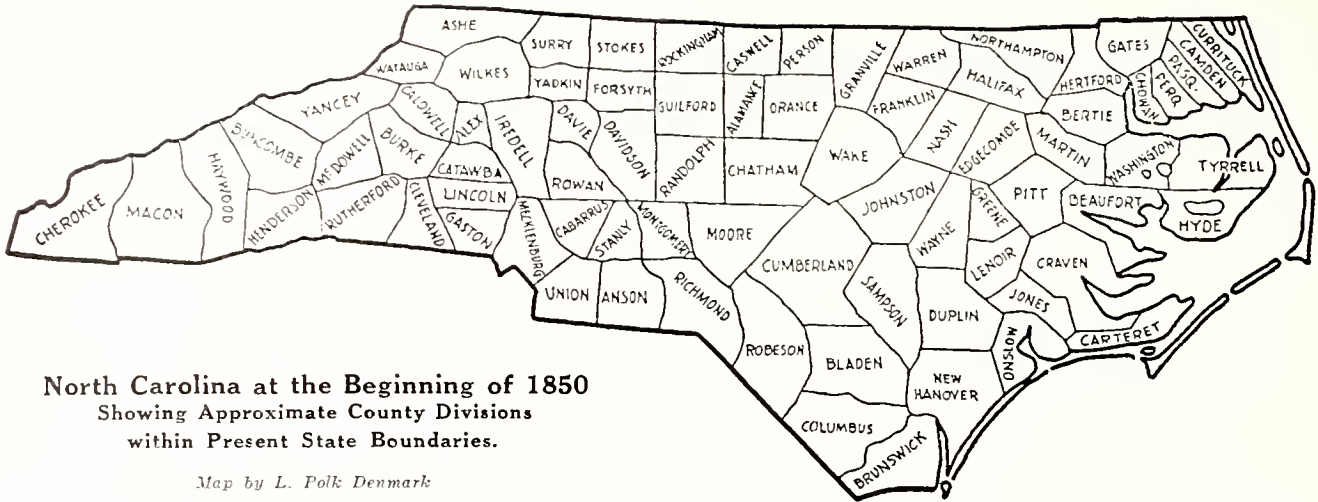 ASHE
SURRY
STOKES
ROCKINGHAM
CASWELL
PERSON
GRANVILLE
WARREN
NORTHAMPTON
GATES
CURRITUCK
CAMDEN
PASQ.
PERQ.
CHOWAN
WATAUGA
WILKES
YADKIN
FORSYTH
GUILFORD
ALAMANCE
ORANGE
FRANKLIN
HALIFAX
HERTFORD
BERTIE
YANCEY
CALDWELL
ALEX
IREDELL
DAVIE
DAVIDSON
RANDOLPH
CHATHAM
WAKE
NASH
EDGECOMBE
MARTIN
WASHINGTON
TYRRELL
BUNCOMBE
McDOWELL
BURKE
CATAWBA
LINCOLN
ROWAN
CHEROKEE
MACON
HAYWOOD
HENDERSON
RUTHERFORD
CLEVELAND
GASTON
MECKLENBURG
CABARRUS
STANLY
MONTGOMERY
MOORE
JOHNSTON
GREENE
PITT
BEAUFORT
HYDE
CUMBERLAND
WAYNE
LENOIR
CRAVEN
UNION
ANSON
RICHMOND
SAMPSON
DUPLIN
JONES
CARTERET
ROBESON
BLADEN
ONSLOW
NEW
HANOVER
COLUMBUS
BRUNSWICK
North Carolina at the Beginning of 1850
Showing Approximate County Divisions
within Present State Boundaries.
Map by L. Polk Denmark